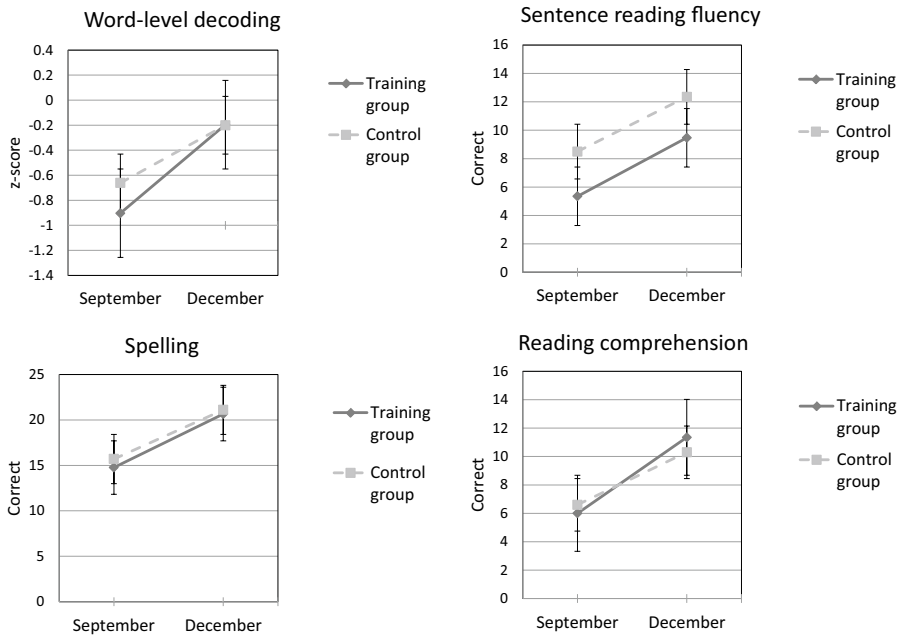 Word-level decoding
0.4
0.2
0
-0.2
-0.4
-0.6
-0.8
-1
-1.2
-1.4
z-score
September December
Training
group
Control
group
Sentence reading fluency
16
14
12
10
8
6
4
2
0
Correct
September December
Training
group
Control
group
Spelling
25
20
15
10
5
0
Correct
September December
Training
group
Control
group
Reading comprehension
16
14
12
10
8
6
4
2
0
Correct
September December
Training
group
Control
group